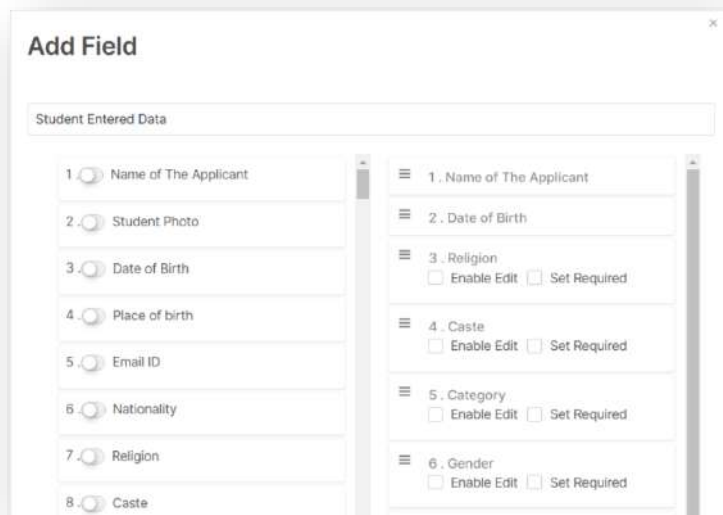 Add Field
Student Entered Data
1 . Name of The Applicant
2 . Student Photo
3 . Date of Birth
4 . Place of birth
5 . Email ID
6 . Nationality
7 . Religion
8 . Caste
1 . Name of The Applicant
2 . Date of Birth
3 . Religion
Enable Edit Set Required
4 . Caste
Enable Edit Set Required
5 . Category
Enable Edit Set Required
6 . Gender
Enable Edit Set Required